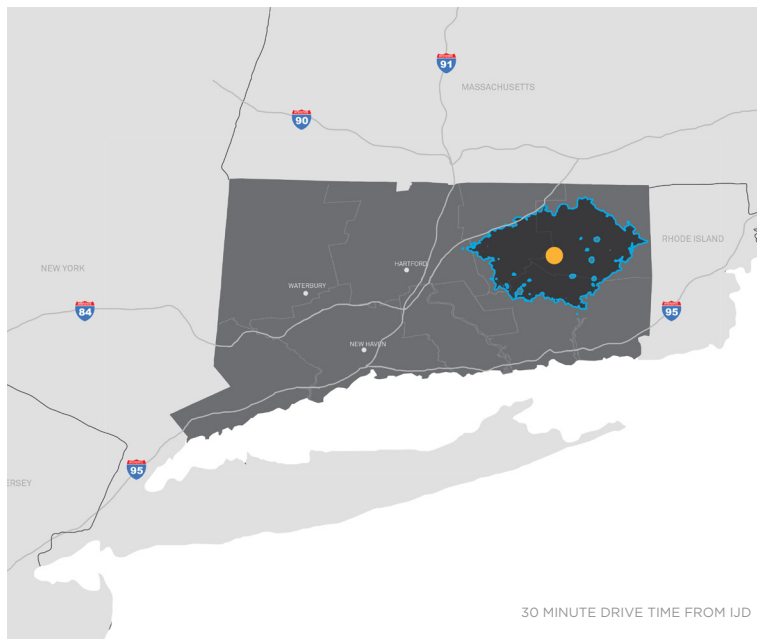 91
MASSACHUSETTS
90
RHODE ISLAND
HARTFORD
NEW YORK
WATERBURY
84
95
NEW HAVEN
95
ERSEY
30 MINUTE DRIVE TIME FROM IJD